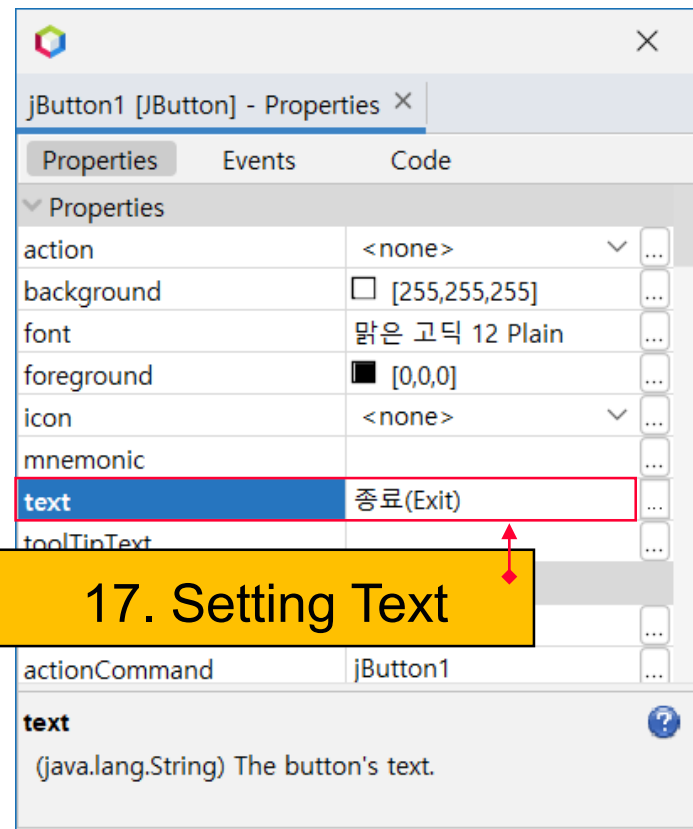 jButton1 [JButton] - Properties ×
Properties Events Code
Properties
action <none> ...
background [255,255,255] ...
font 맑은 고딕 12 Plain ...
foreground [0,0,0] ...
icon <none> ...
mnemonic ...
text 종료(Exit) ...
toolTipText ...
17. Setting Text
...
actionCommand jButton1 ...
text ?
(java.lang.String) The button's text.